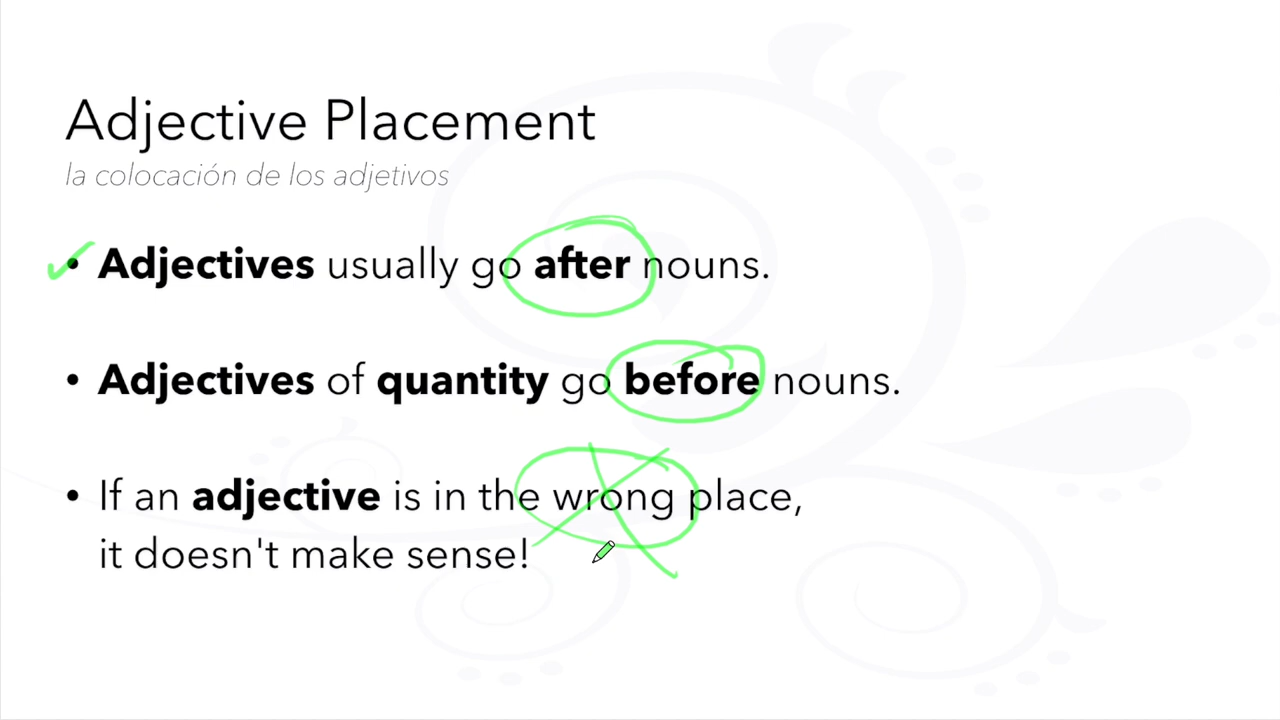 Adjective Placement
la colocación de los adjetivos
• Adjectives usually go after nouns.
• Adjectives of quantity go before nouns.
• If an adjective is in the wrong place,
it doesn't make sense!